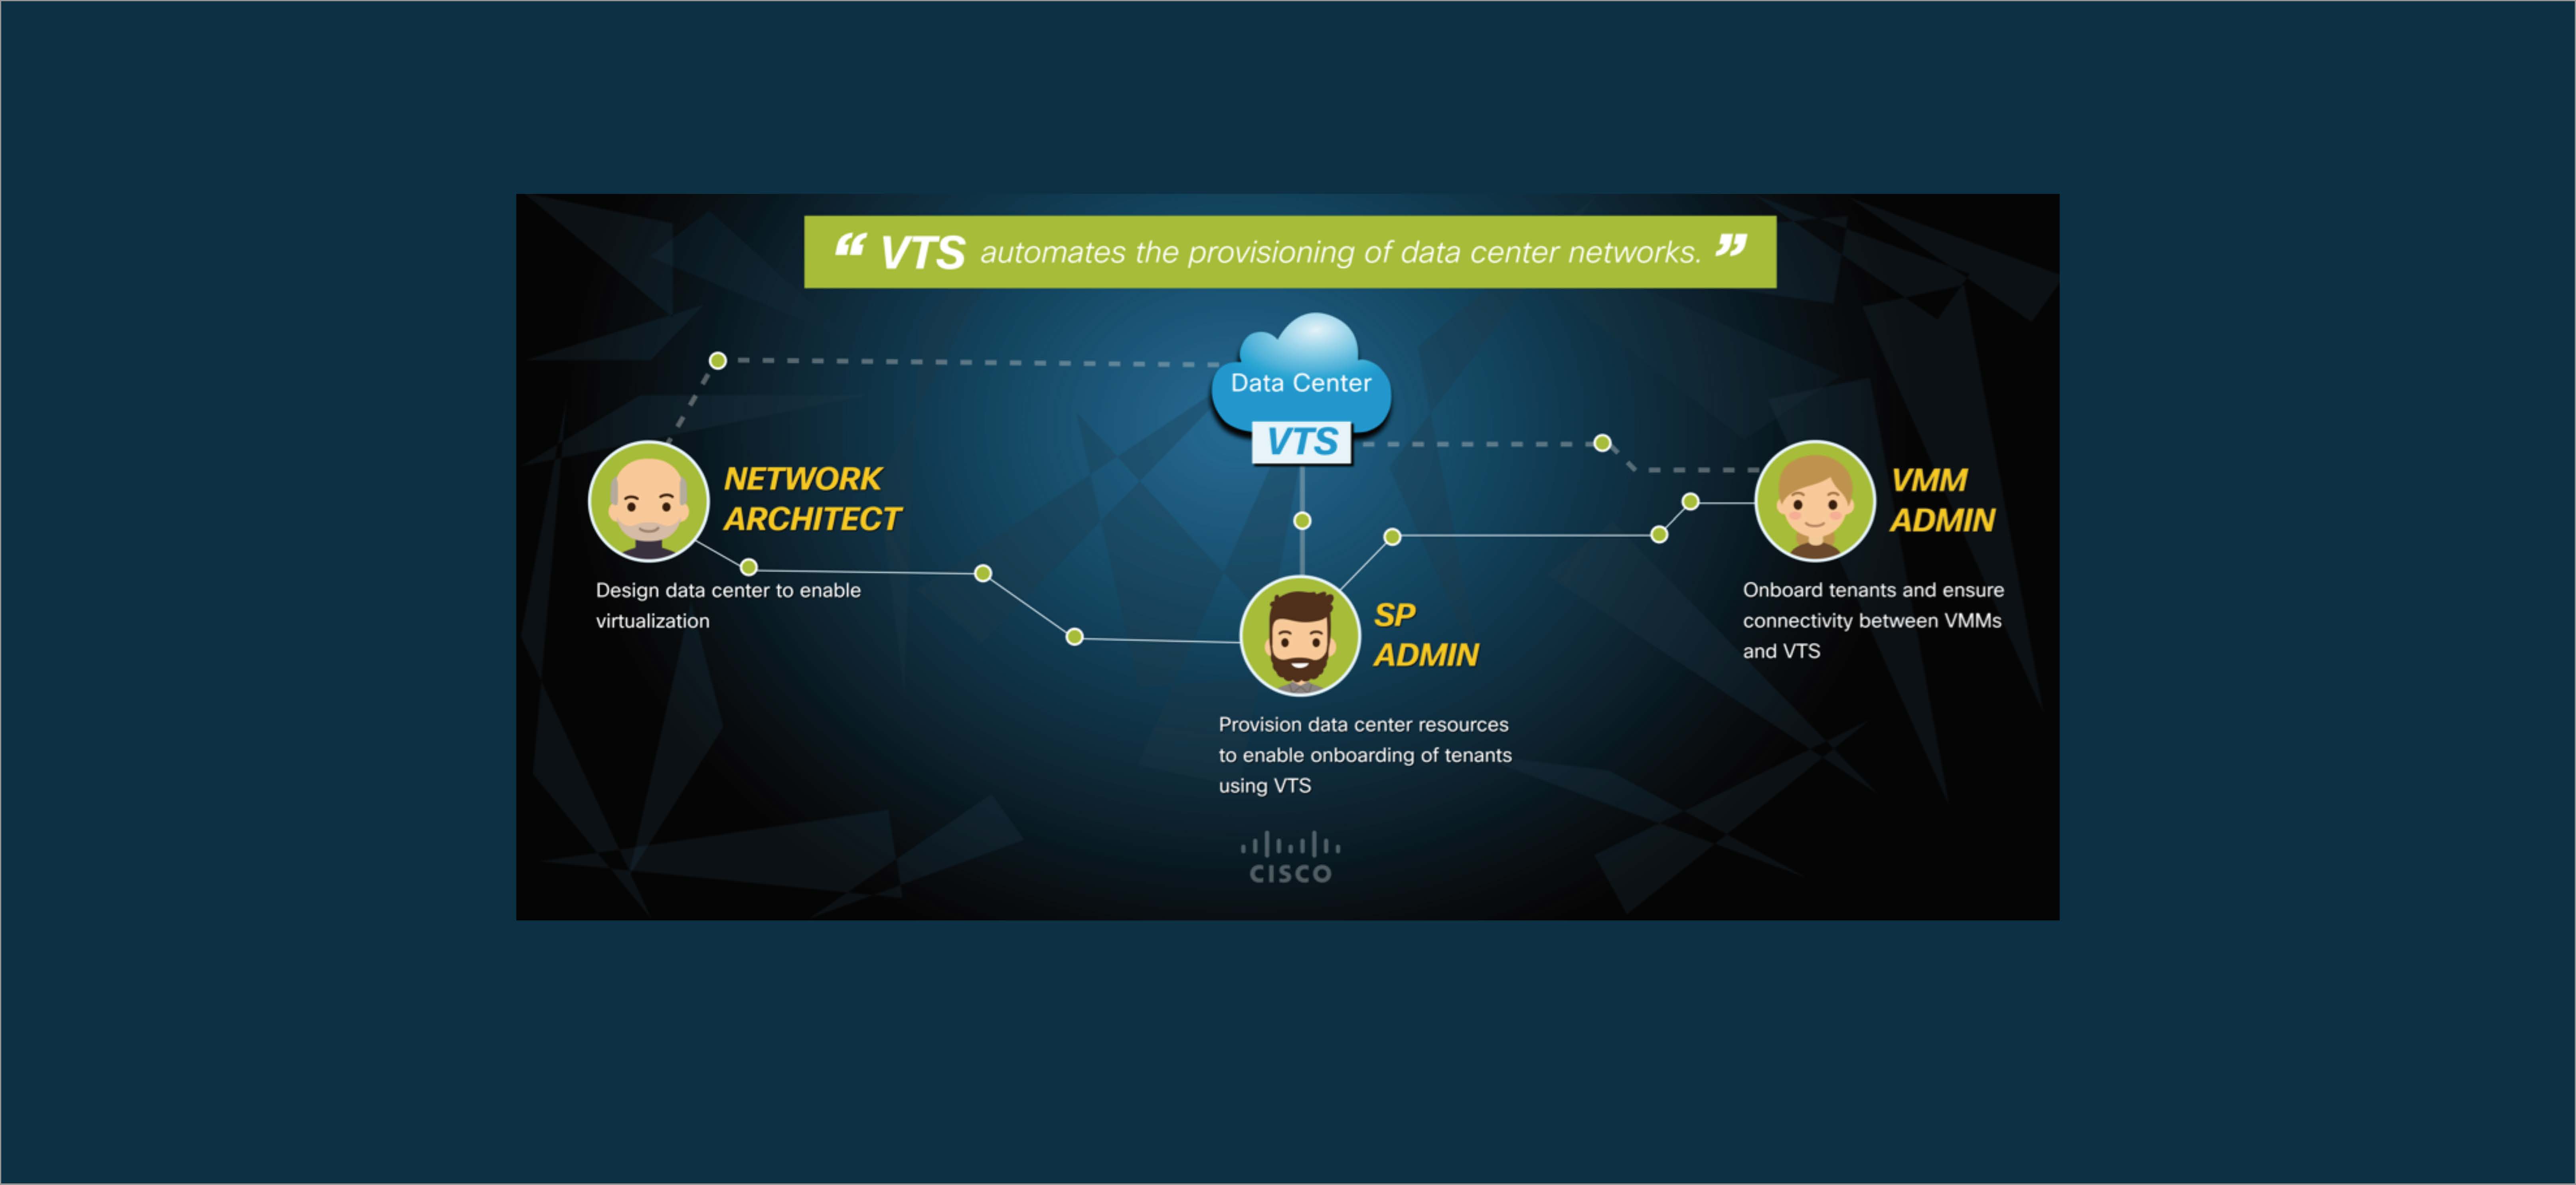 “ VTS automates the provisioning of data center networks. ”
Data Center
VTS
NETWORK
ARCHITECT
Design data center to enable
virtualization
SP
ADMIN
Provision data center resources
to enable onboarding of tenants
using VTS
VMM
ADMIN
Onboard tenants and ensure
connectivity between VMMs
and VTS
CISCO